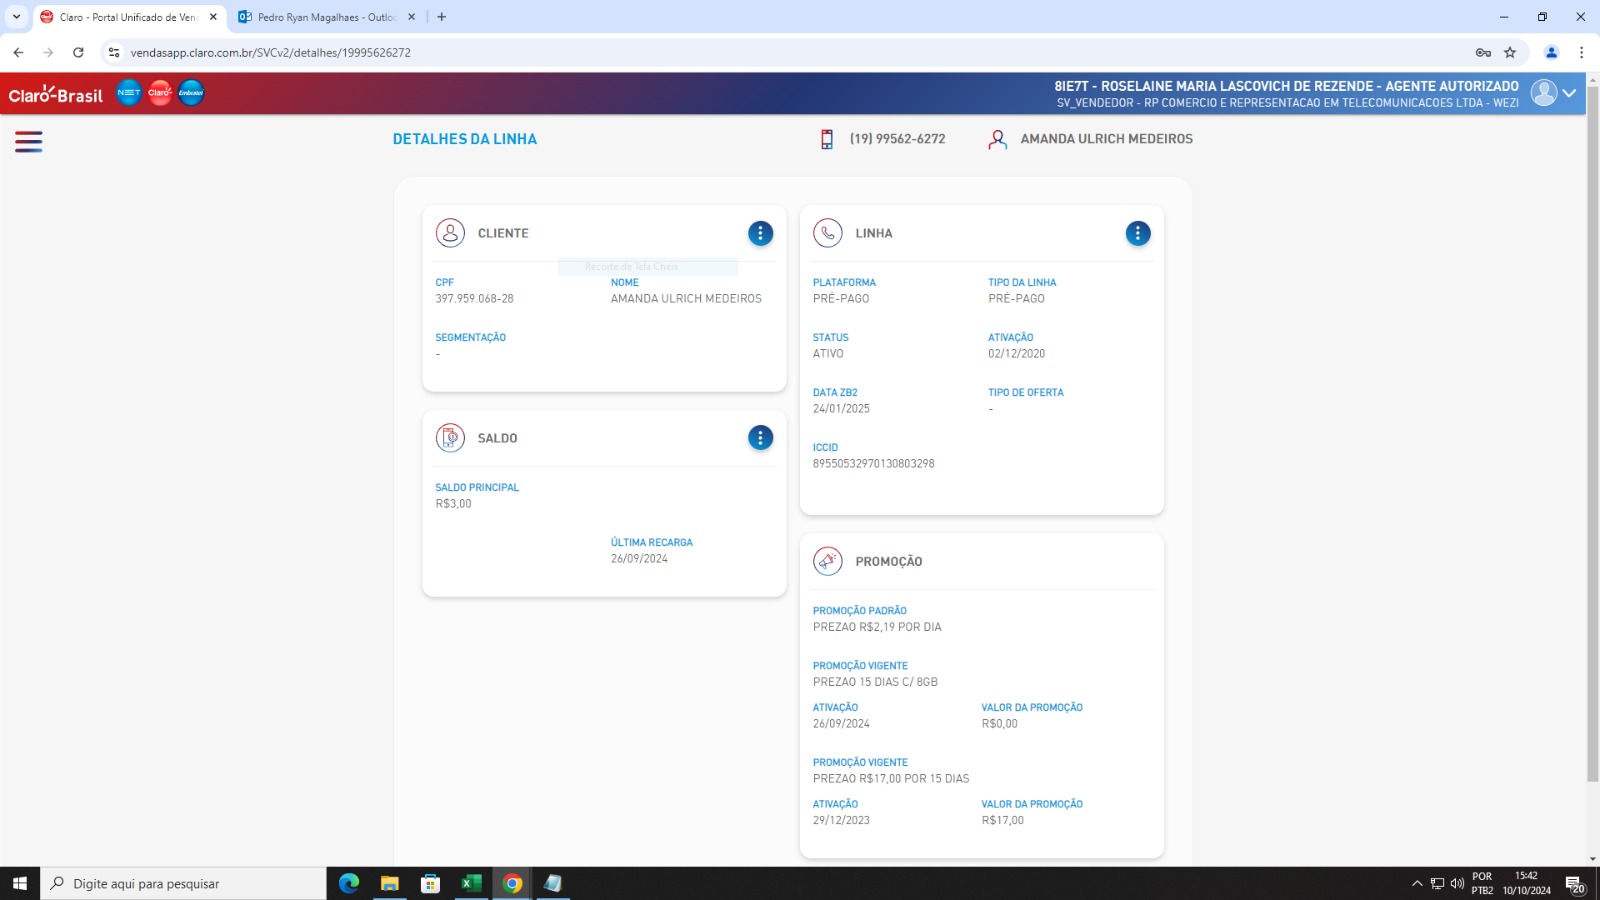 Claro - Portal Unificado de Ven
Pedro Ryan Magalhaes - Outlo
vendasapp.claro.com.br/SVCv2/detalhes/19995626272
Claro-Brasil
NET
Claro
Embratel
8IE7T - ROSELAINE MARIA LASCOVICH DE REZENDE - AGENTE AUTORIZADO
SV_VENDEDOR - RP COMERCIO E REPRESENTACAO EM TELECOMUNICACOES LTDA - WEZI
DETALHES DA LINHA
(19) 99562-6272
AMANDA ULRICH MEDEIROS
CLIENTE
Recorte de Tela Cheia
CPF
397.959.068-28
NOME
AMANDA ULRICH MEDEIROS
SEGMENTAÇÃO
-
SALDO
SALDO PRINCIPAL
R$3,00
ÚLTIMA RECARGA
26/09/2024
LINHA
PLATAFORMA
PRÉ-PAGO
TIPO DA LINHA
PRÉ-PAGO
STATUS
ATIVO
ATIVAÇÃO
02/12/2020
DATA ZB2
24/01/2025
TIPO DE OFERTA
-
ICCID
89550532970130803298
PROMOÇÃO
PROMOÇÃO PADRÃO
PREZAO R$2,19 POR DIA
PROMOÇÃO VIGENTE
PREZAO 15 DIAS C/ 8GB
ATIVAÇÃO
26/09/2024
VALOR DA PROMOÇÃO
R$0,00
PROMOÇÃO VIGENTE
PREZAO R$17,00 POR 15 DIAS
ATIVAÇÃO
29/12/2023
VALOR DA PROMOÇÃO
R$17,00
Digite aqui para pesquisar
POR
PTB2
15:42
10/10/2024
20